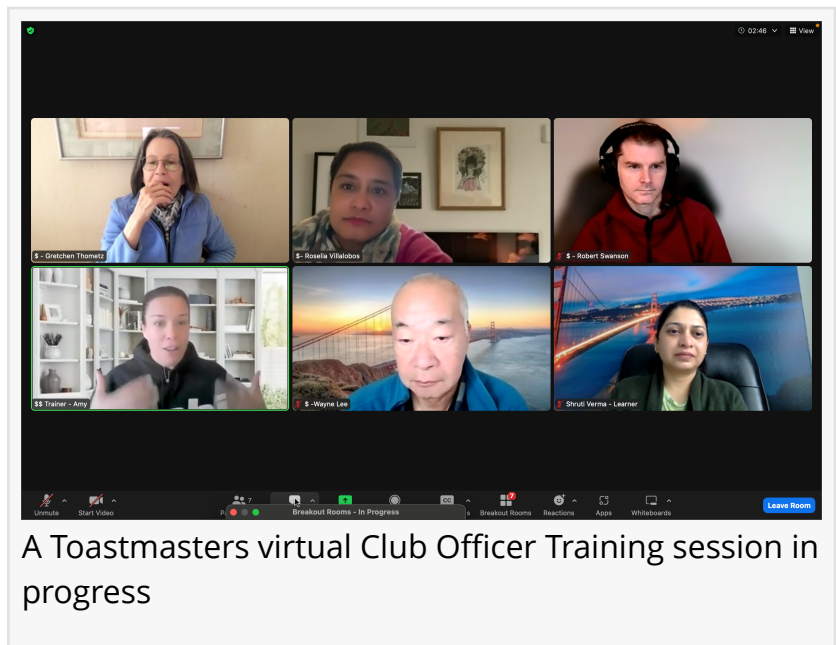 02:46
View
$ - Gretchen Thometz
$- Rosella Villalobos
$ - Robert Swanson
$$ Trainer - Amy
$ -Wayne Lee
Shruti Verma - Learner
Unmute
Start Video
7
CC
7
Breakout Rooms
Reactions
Apps
Whiteboards
Leave Room
Breakout Rooms - In Progress
A Toastmasters virtual Club Officer Training session in
progress